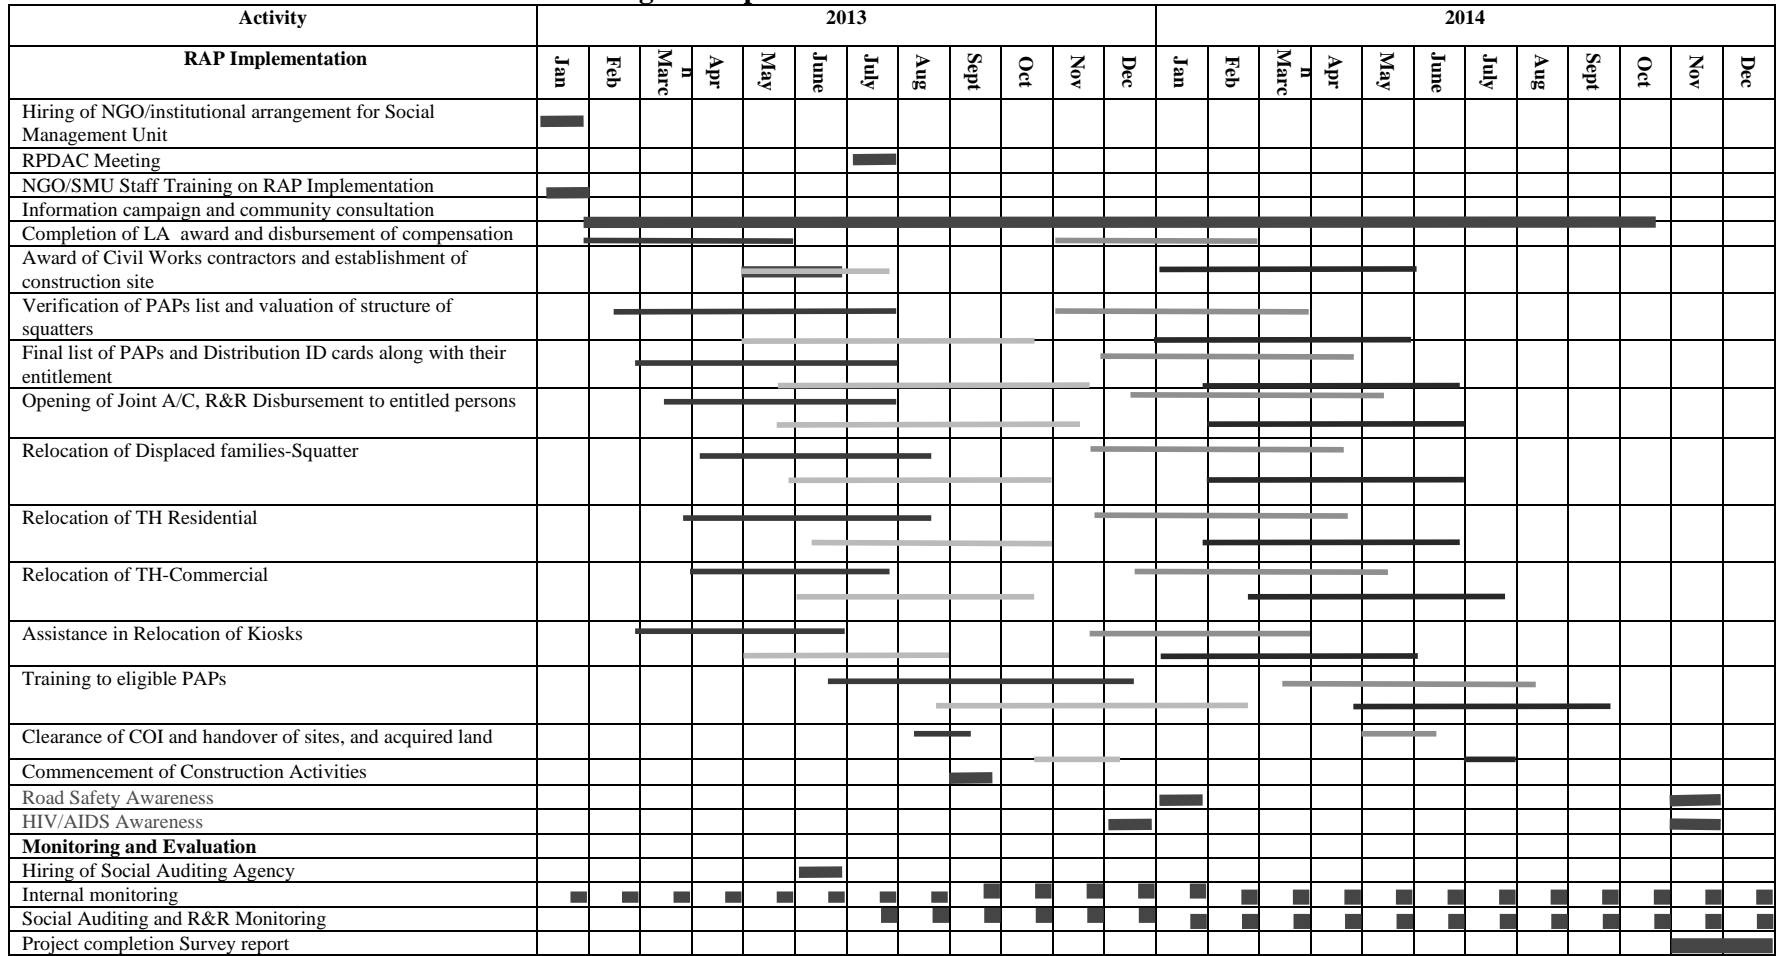 Activity 2013 2014
RAP Implementation Jan Feb March Apr May June July Aug Sept Oct Nov Dec Jan Feb March Apr May June July Aug Sept Oct Nov Dec
Hiring of NGO/institutional arrangement for Social
Management Unit
RPDAC Meeting
NGO/SMU Staff Training on RAP Implementation
Information campaign and community consultation
Completion of LA award and disbursement of compensation
Award of Civil Works contractors and establishment of
construction site
Verification of PAPs list and valuation of structure of
squatters
Final list of PAPs and Distribution ID cards along with their
entitlement
Opening of Joint A/C, R&R Disbursement to entitled persons
Relocation of Displaced families-Squatter
Relocation of TH Residential
Relocation of TH-Commercial
Assistance in Relocation of Kiosks
Training to eligible PAPs
Clearance of COI and handover of sites, and acquired land
Commencement of Construction Activities
Road Safety Awareness
HIV/AIDS Awareness
Monitoring and Evaluation
Hiring of Social Auditing Agency
Internal monitoring
Social Auditing and R&R Monitoring
Project completion Survey report